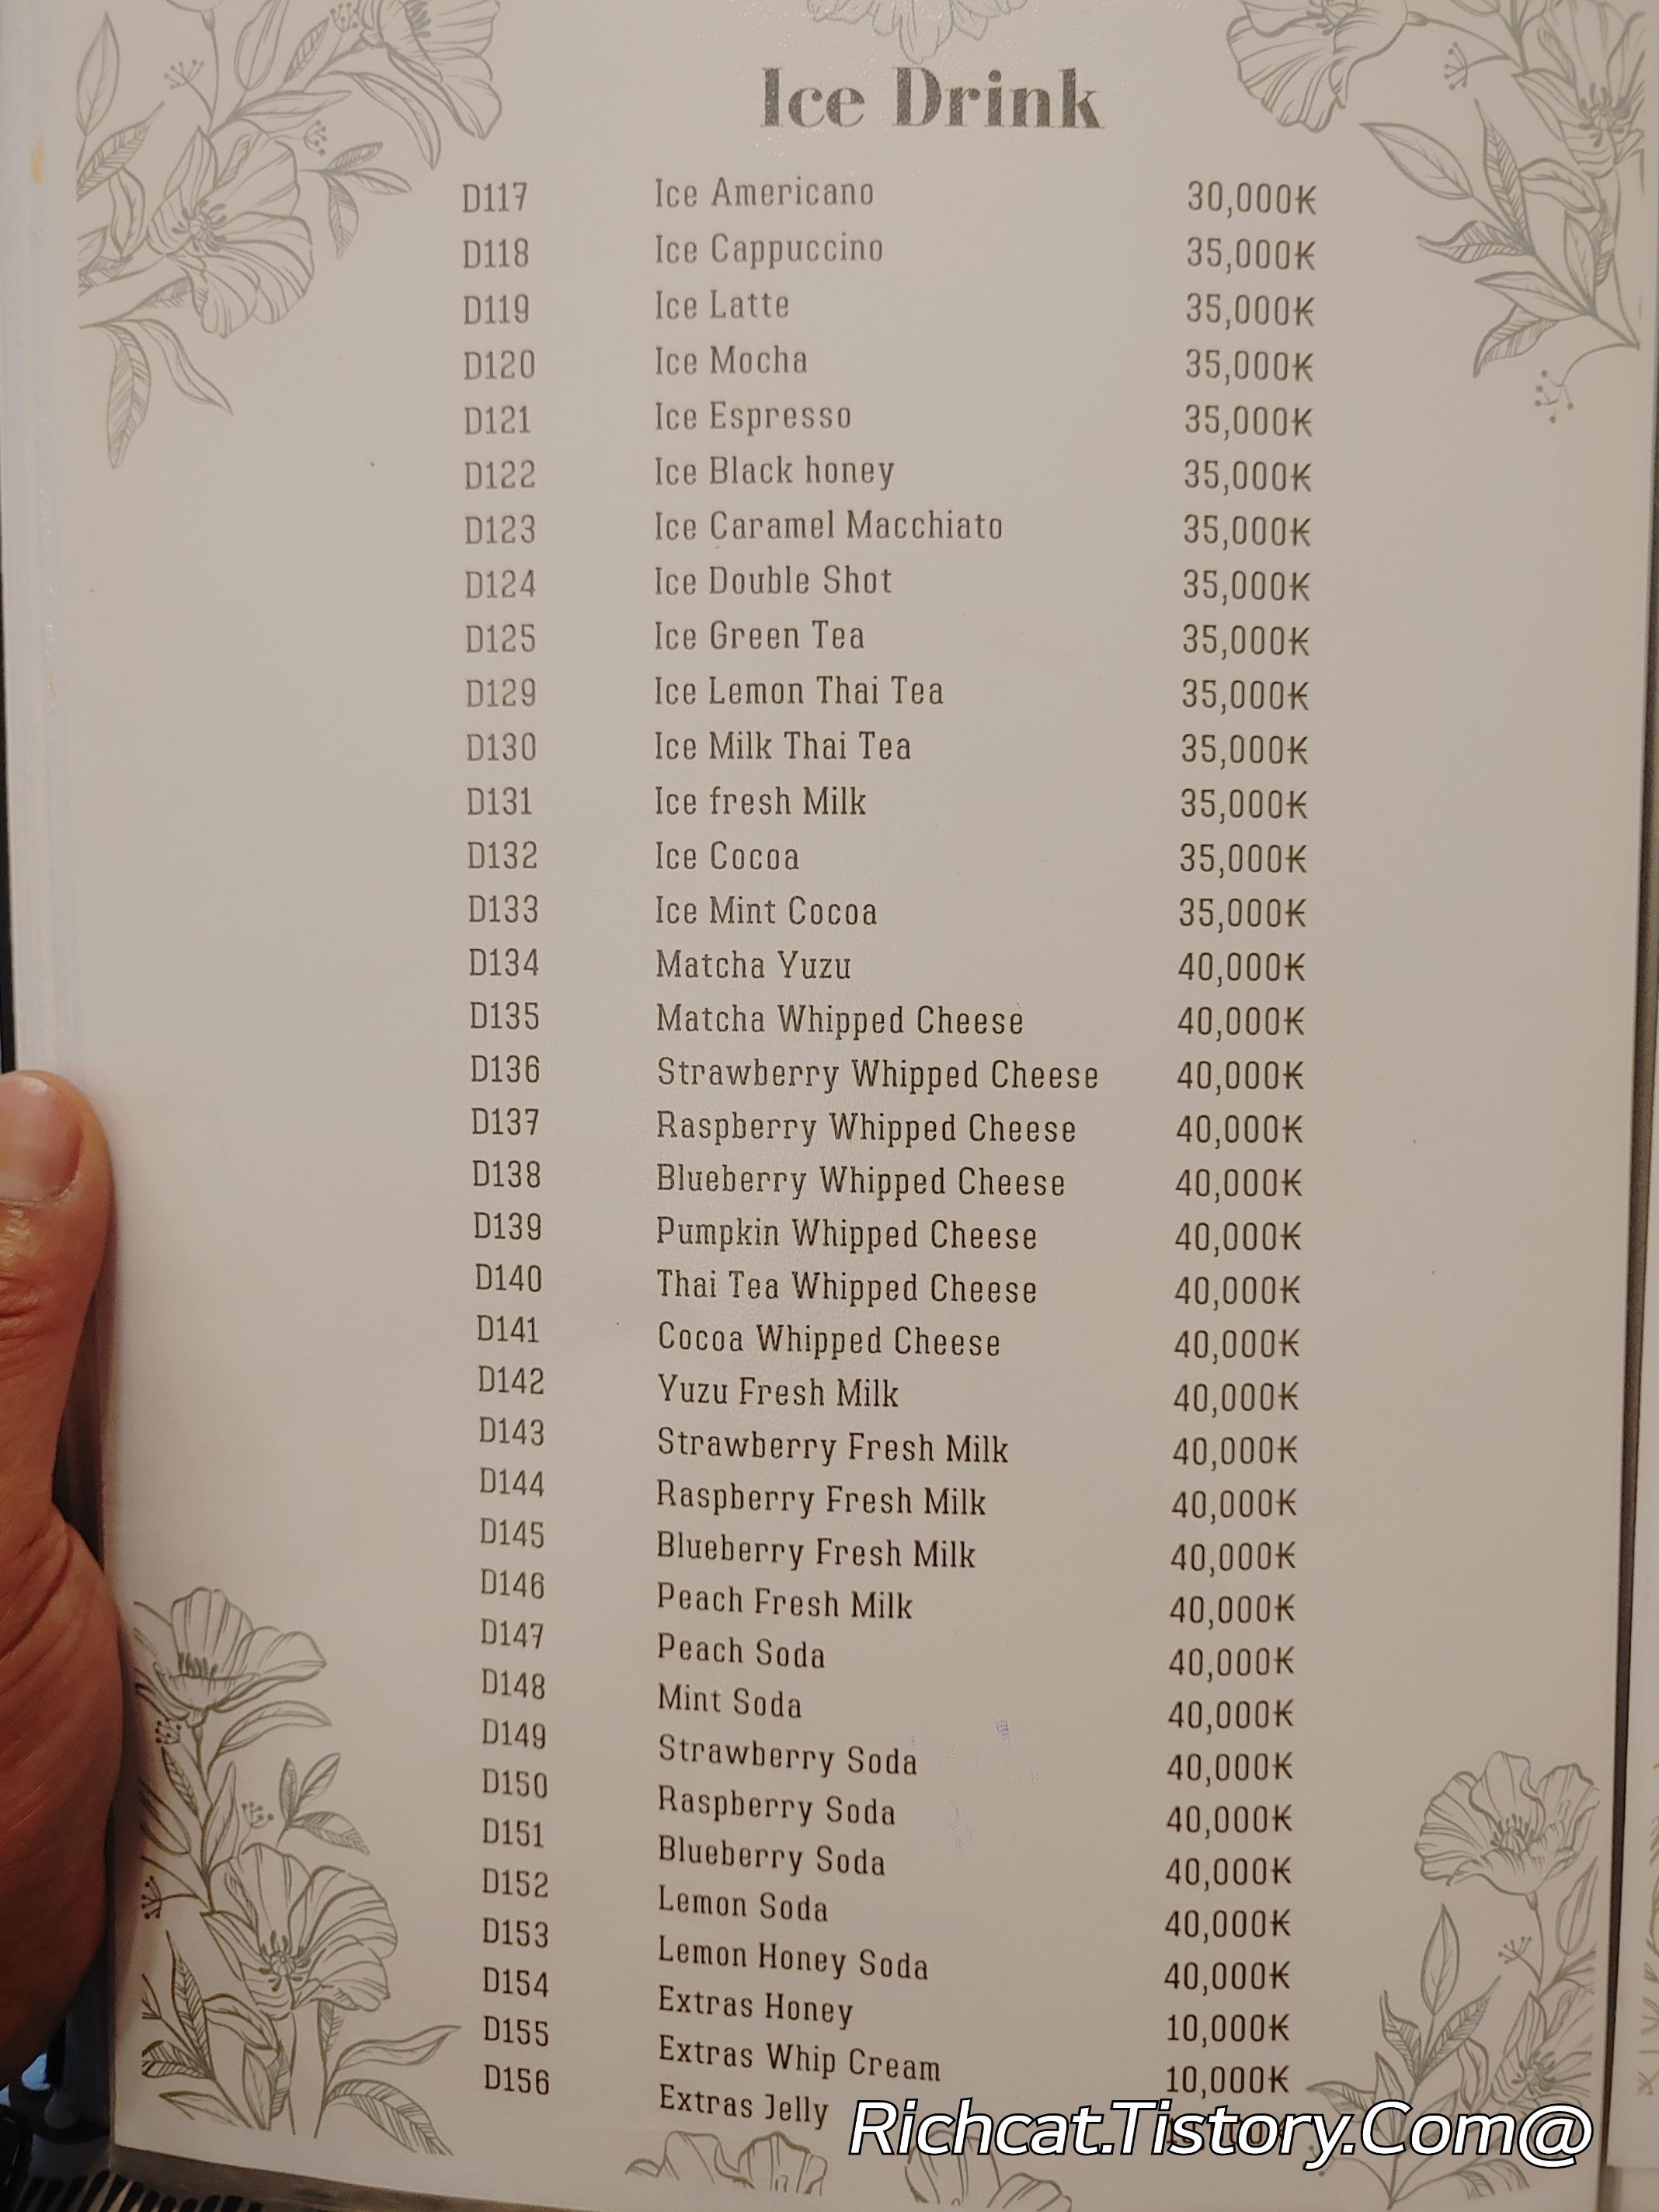 Ice Drink
D117 Ice Americano 30,000₭
D118 Ice Cappuccino 35,000₭
D119 Ice Latte 35,000₭
D120 Ice Mocha 35,000₭
D121 Ice Espresso 35,000₭
D122 Ice Black honey 35,000₭
D123 Ice Caramel Macchiato 35,000₭
D124 Ice Double Shot 35,000₭
D125 Ice Green Tea 35,000₭
D129 Ice Lemon Thai Tea 35,000₭
D130 Ice Milk Thai Tea 35,000₭
D131 Ice fresh Milk 35,000₭
D132 Ice Cocoa 35,000₭
D133 Ice Mint Cocoa 35,000₭
D134 Matcha Yuzu 40,000₭
D135 Matcha Whipped Cheese 40,000₭
D136 Strawberry Whipped Cheese 40,000₭
D137 Raspberry Whipped Cheese 40,000₭
D138 Blueberry Whipped Cheese 40,000₭
D139 Pumpkin Whipped Cheese 40,000₭
D140 Thai Tea Whipped Cheese 40,000₭
D141 Cocoa Whipped Cheese 40,000₭
D142 Yuzu Fresh Milk 40,000₭
D143 Strawberry Fresh Milk 40,000₭
D144 Raspberry Fresh Milk 40,000₭
D145 Blueberry Fresh Milk 40,000₭
D146 Peach Fresh Milk 40,000₭
D147 Peach Soda 40,000₭
D148 Mint Soda 40,000₭
D149 Strawberry Soda 40,000₭
D150 Raspberry Soda 40,000₭
D151 Blueberry Soda 40,000₭
D152 Lemon Soda 40,000₭
D153 Lemon Honey Soda 40,000₭
D154 Extras Honey 10,000₭
D155 Extras Whip Cream 10,000₭
D156 Extras Jelly
Richcat.Tistory.Com@